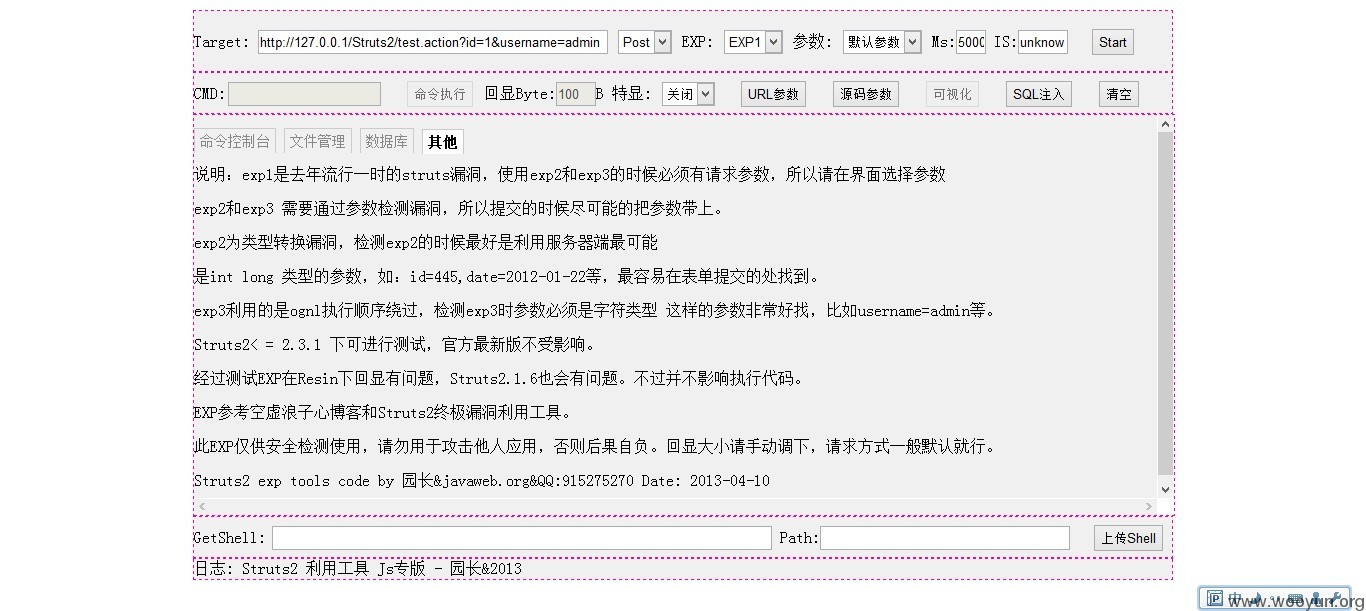 Target: http://127.0.0.1/Struts2/test.action?id=1&username=admin Post EXP: EXP1 参数: 默认参数 Ms: 5000 IS: unknow Start
CMD: 命令执行 回显Byte: 100 B 特显: 关闭 URL参数 源码参数 可视化 SQL注入 清空
命令控制台 文件管理 数据库 其他
说明：exp1是去年流行一时的struts漏洞，使用exp2和exp3的时候必须有请求参数，所以请在界面选择参数
exp2和exp3 需要通过参数检测漏洞，所以提交的时候尽可能的把参数带上。
exp2为类型转换漏洞，检测exp2的时候最好是利用服务器端最可能
是int long 类型的参数，如：id=445,date=2012-01-22等，最容易在表单提交的处找到。
exp3利用的是ognl执行顺序绕过，检测exp3时参数必须是字符类型 这样的参数非常好找，比如username=admin等。
Struts2< = 2.3.1 下可进行测试，官方最新版不受影响。
经过测试EXP在Resin下回显有问题，Struts2.1.6也会有问题。不过并不影响执行代码。
EXP参考空虚浪子心博客和Struts2终极漏洞利用工具。
此EXP仅供安全检测使用，请勿用于攻击他人应用，否则后果自负。回显大小请手动调下，请求方式一般默认就行。
Struts2 exp tools code by 园长&javaweb.org&QQ:915275270 Date: 2013-04-10
GetShell: Path: 上传Shell
日志: Struts2 利用工具 Js专版 - 园长&2013
中
www.wooyun.org